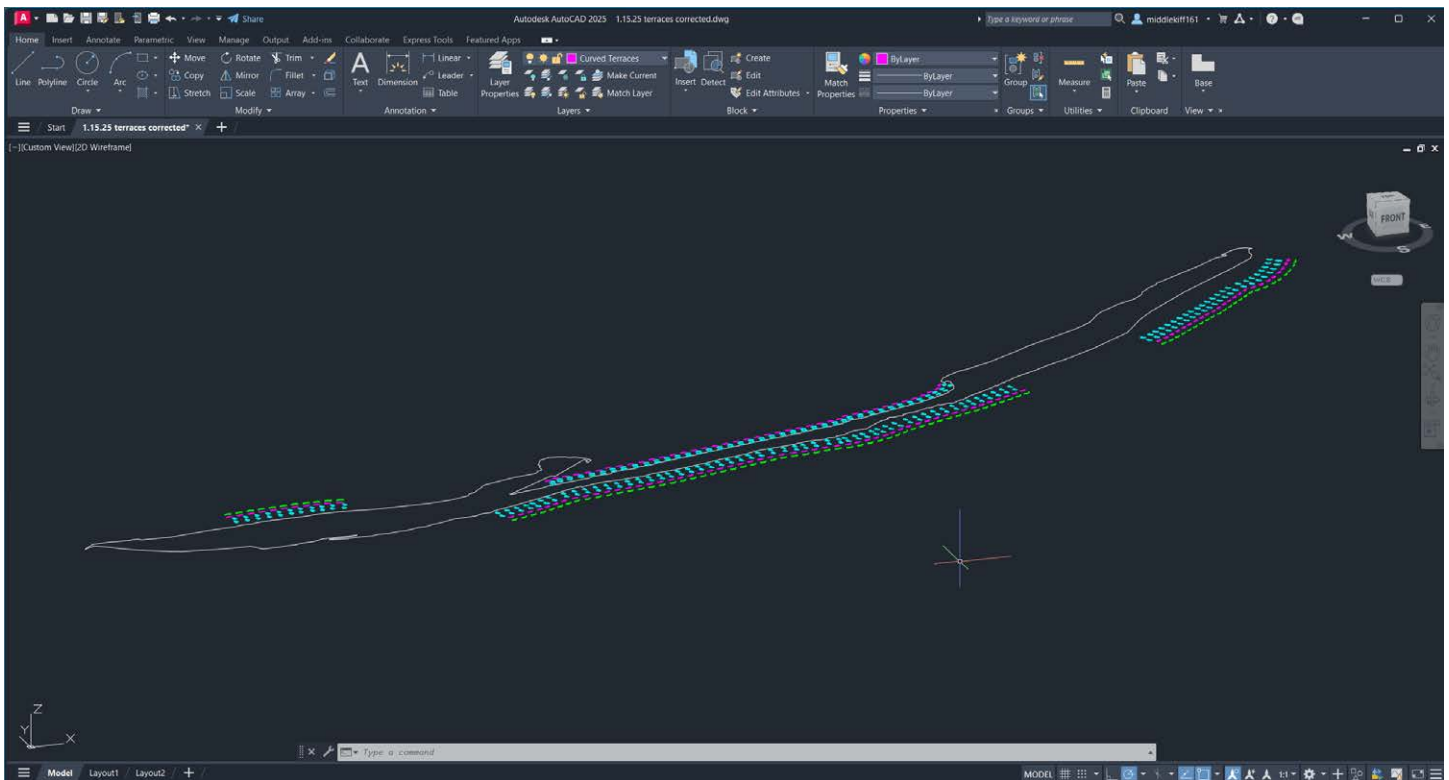 A Share Autodesk AutoCAD 2025 1.15.25 terraces corrected.dwg Type a keyword or phrase middlekiff161
Home Insert Annotate Parametric View Manage Output Add-ins Collaborate Express Tools Featured Apps
Line Polyline Circle Arc
Move Rotate Trim
Copy Mirror Fillet
Stretch Scale Array
Text Dimension
Linear
Leader
Table
Layer Properties
Curved Terraces
Make Current
Match Layer
Insert Detect
Create
Edit
Edit Attributes
Match Properties
ByLayer
ByLayer
ByLayer
Group Measure Paste Base
Draw Modify Annotation Layers Block Properties Groups Utilities Clipboard View
Start 1.15.25 terraces corrected*
[-][Custom View][2D Wireframe]
FRONT
W S
WCS
Z
Y X
Type a command
Model Layout1 Layout2 MODEL 1:1